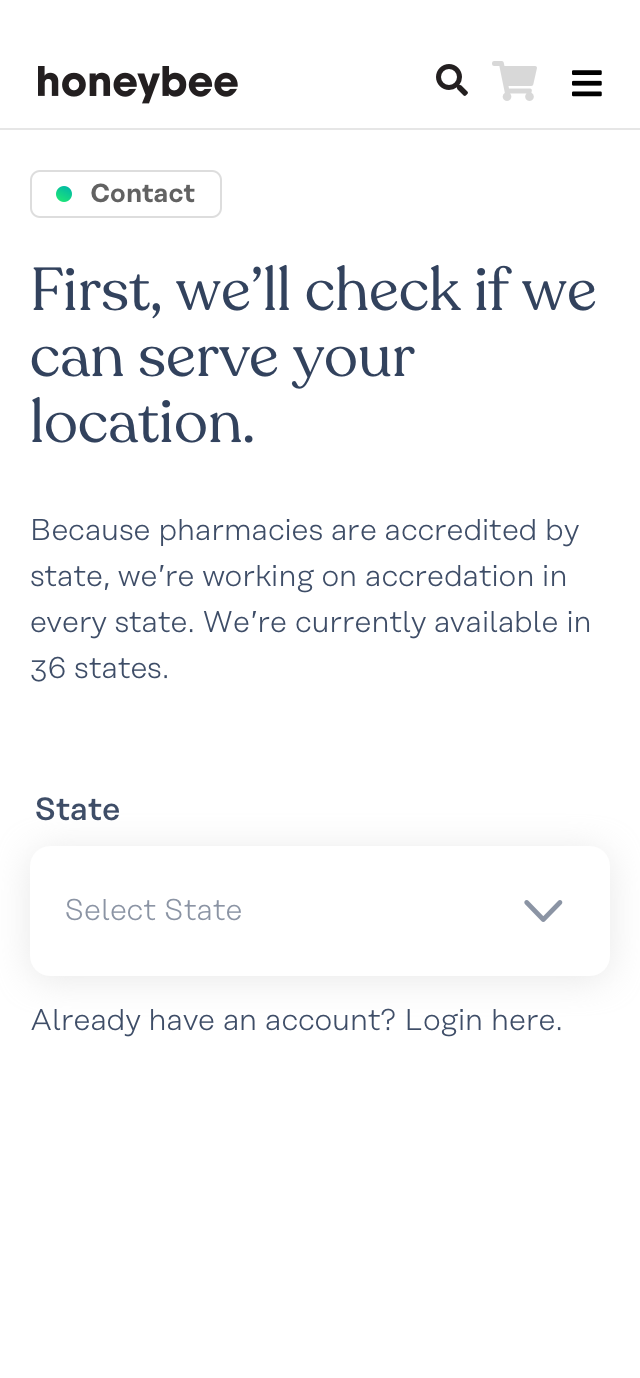 honeybee
Contact
First, we’ll check if we
can serve your
location.
Because pharmacies are accredited by
state, we’re working on accredation in
every state. We’re currently available in
36 states.
State
Select State
Already have an account? Login here.